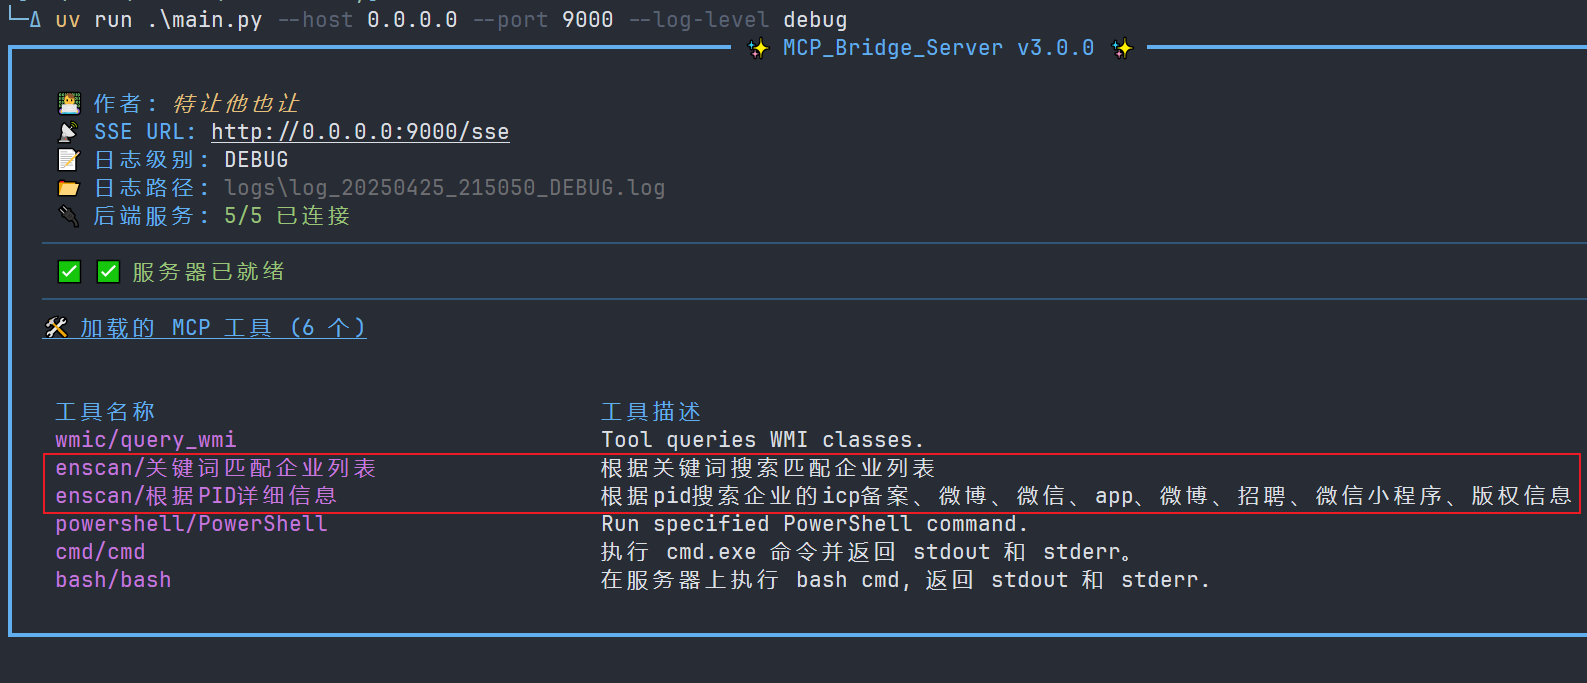 uv run .\main.py --host 0.0.0.0 --port 9000 --log-level debug
MCP_Bridge_Server v3.0.0
作者: 特让他也让
SSE URL: http://0.0.0.0:9000/sse
日志级别: DEBUG
日志路径: logs\log_20250425_215050_DEBUG.log
后端服务: 5/5 已连接
服务器已就绪
加载的 MCP 工具 (6 个)
工具名称 工具描述
wmic/query_wmi Tool queries WMI classes.
enscan/关键词匹配企业列表 根据关键词搜索匹配企业列表
enscan/根据PID详细信息 根据pid搜索企业的icp备案、微博、微信、app、微博、招聘、微信小程序、版权信息
powershell/PowerShell Run specified PowerShell command.
cmd/cmd 执行 cmd.exe 命令并返回 stdout 和 stderr。
bash/bash 在服务器上执行 bash cmd, 返回 stdout 和 stderr.